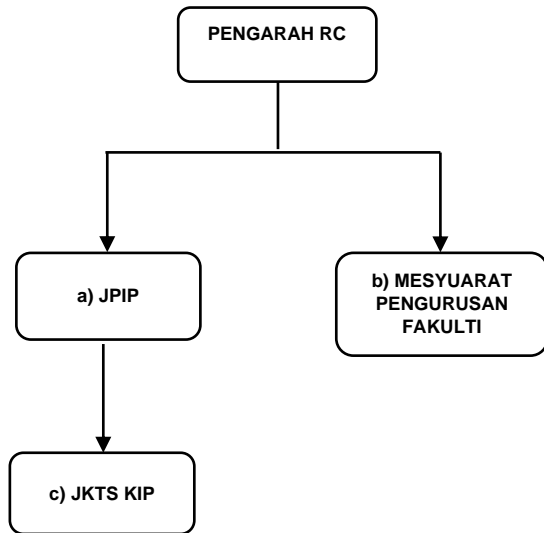 PENGARAH RC
a) JPIP
b) MESYUARAT
PENGURUSAN
FAKULTI
c) JKTS KIP